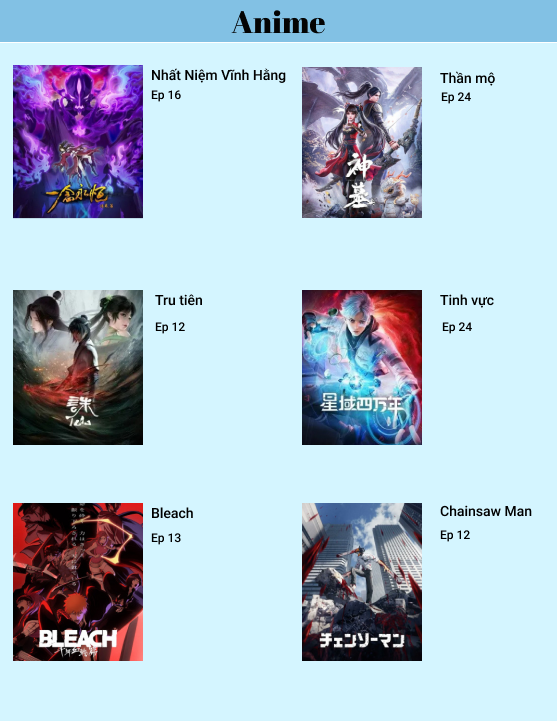 Anime
Nhất Niệm Vĩnh Hằng
Ep 16
一念永恒
Thần mộ
Ep 24
神墓
Tru tiên
Ep 12
誅仙
Tinh vực
Ep 24
星域四万年
Bleach
Ep 13
BLEACH
千年血戦篇
Chainsaw Man
Ep 12
チェンソーマン